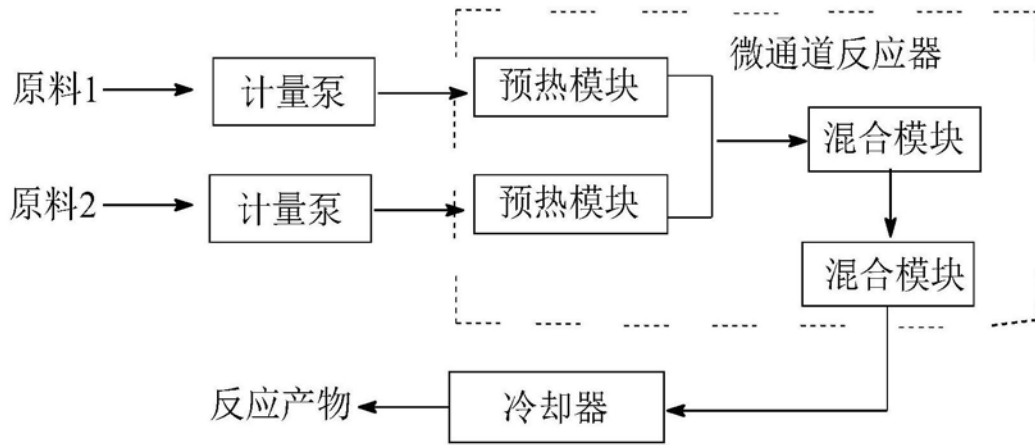 微通道反应器
原料1
计量泵
预热模块
混合模块
原料2
计量泵
预热模块
混合模块
反应产物
冷却器